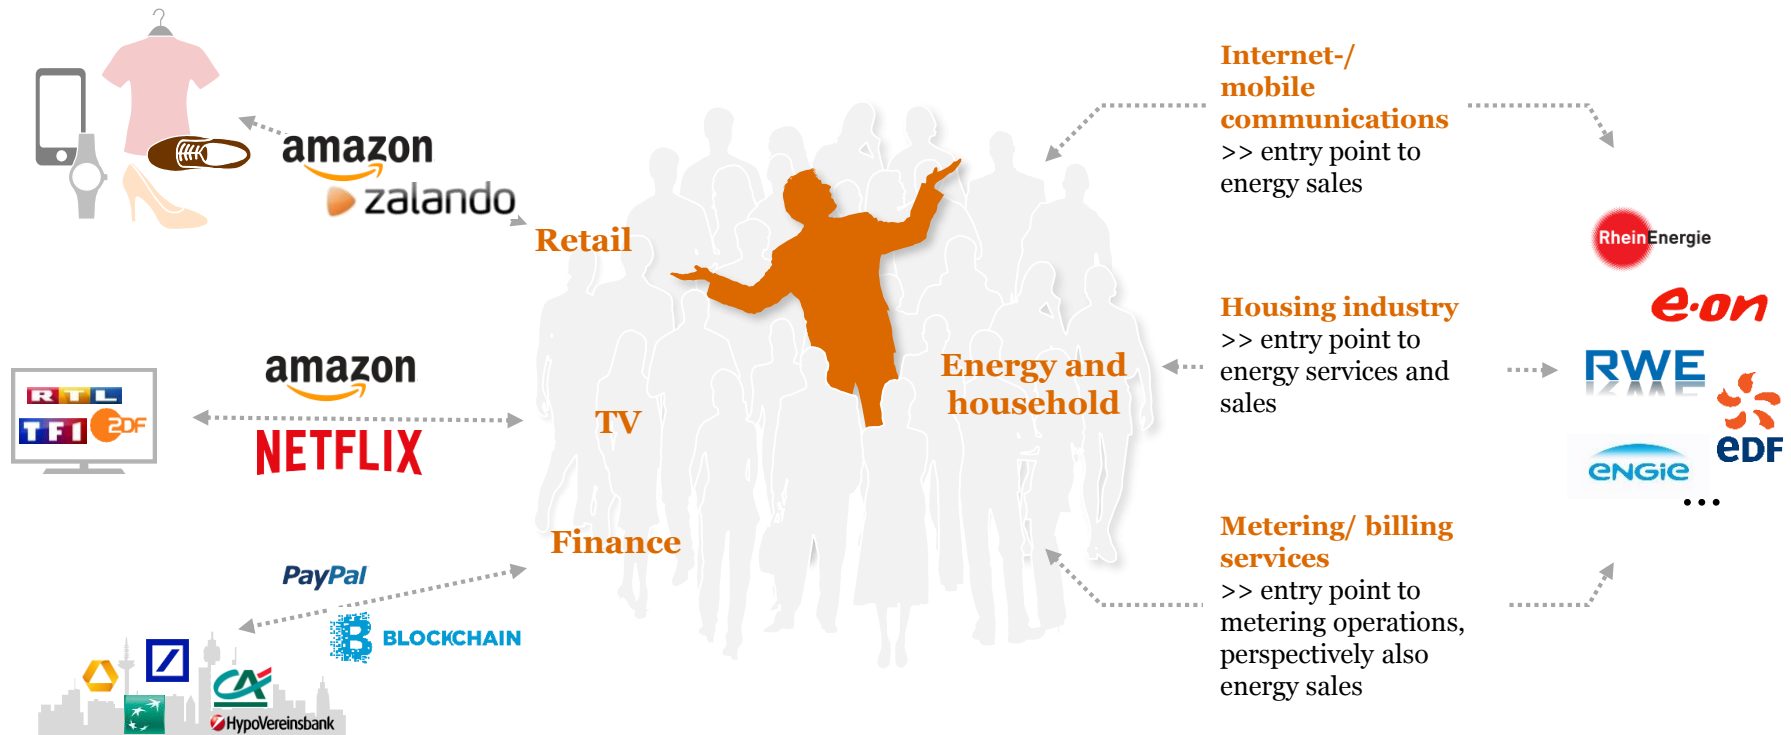 amazon
zalando
Retail
RTL
TF1
ZDF
amazon
NETFLIX
TV
Finance
PayPal
BLOCKCHAIN
CA
HypoVereinsbank
Energy and
household
Internet-/
mobile
communications
>> entry point to
energy sales
Housing industry
>> entry point to
energy services and
sales
Metering/ billing
services
>> entry point to
metering operations,
perspectively also
energy sales
RheinEnergie
e·on
RWE
eDF
ENGiE
...